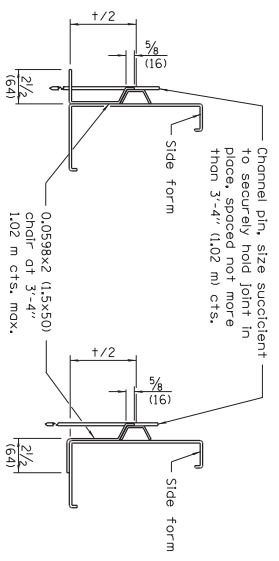 Channel pin, size succicient
to securely hold joint in
place, spaced not more
than 3'-4" (1.02 m) cts.
Side form
5/8
(16)
t/2
2 1/2
(64)
0.0598x2 (1.5x50)
chair at 3'-4"
1.02 m cts. max.
Side form
5/8
(16)
t/2
2 1/2
(64)